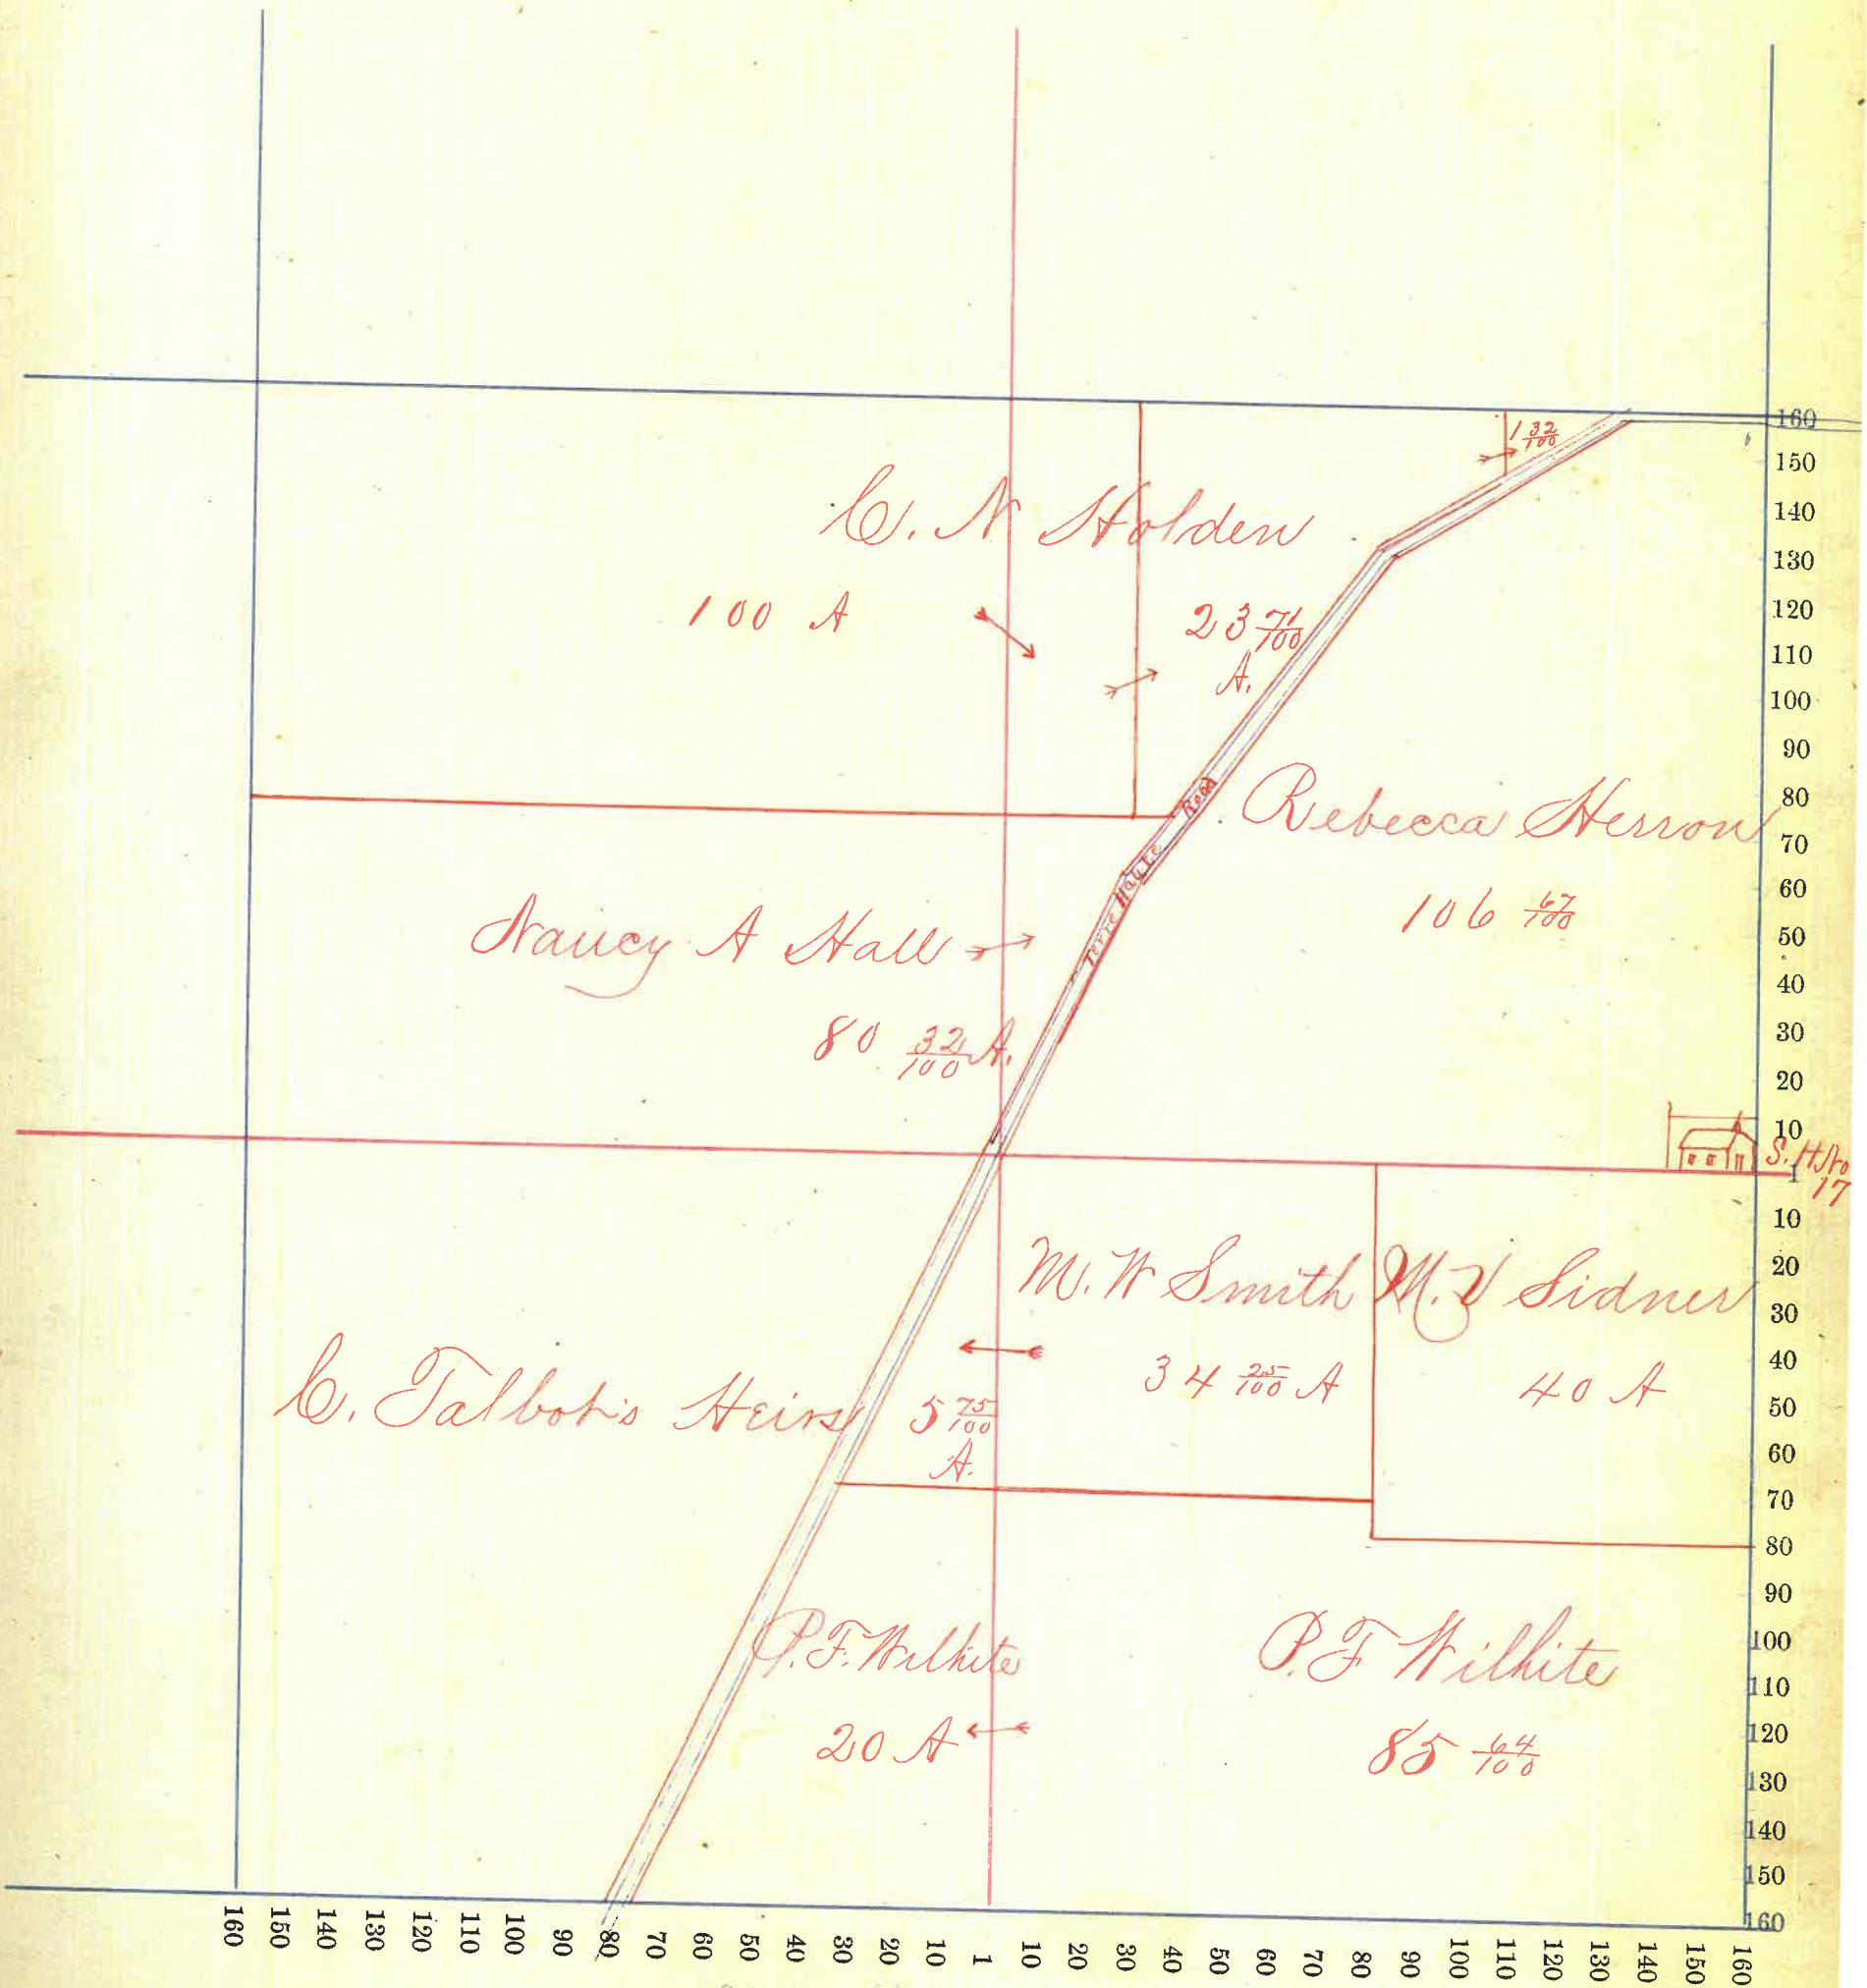 1 32/100
C. N Holden
100 A
23 71/100
A.
Terre Haute Road
Rebecca Herron
106 67/100
Nancy A Hall
80 32/100 A.
S. H No
17
M. W Smith
34 25/100 A
M. V Sidner
40 A
C. Talbot's Heirs
5 75/100
A.
P. F. Wilhite
20 A
P. F Wilhite
85 64/100
160
150
140
130
120
110
100
90
80
70
60
50
40
30
20
10
1
10
20
30
40
50
60
70
80
90
100
110
120
130
140
150
160
160 150 140 130 120 110 100 90 80 70 60 50 40 30 20 10 1 10 20 30 40 50 60 70 80 90 100 110 120 130 140 150 160